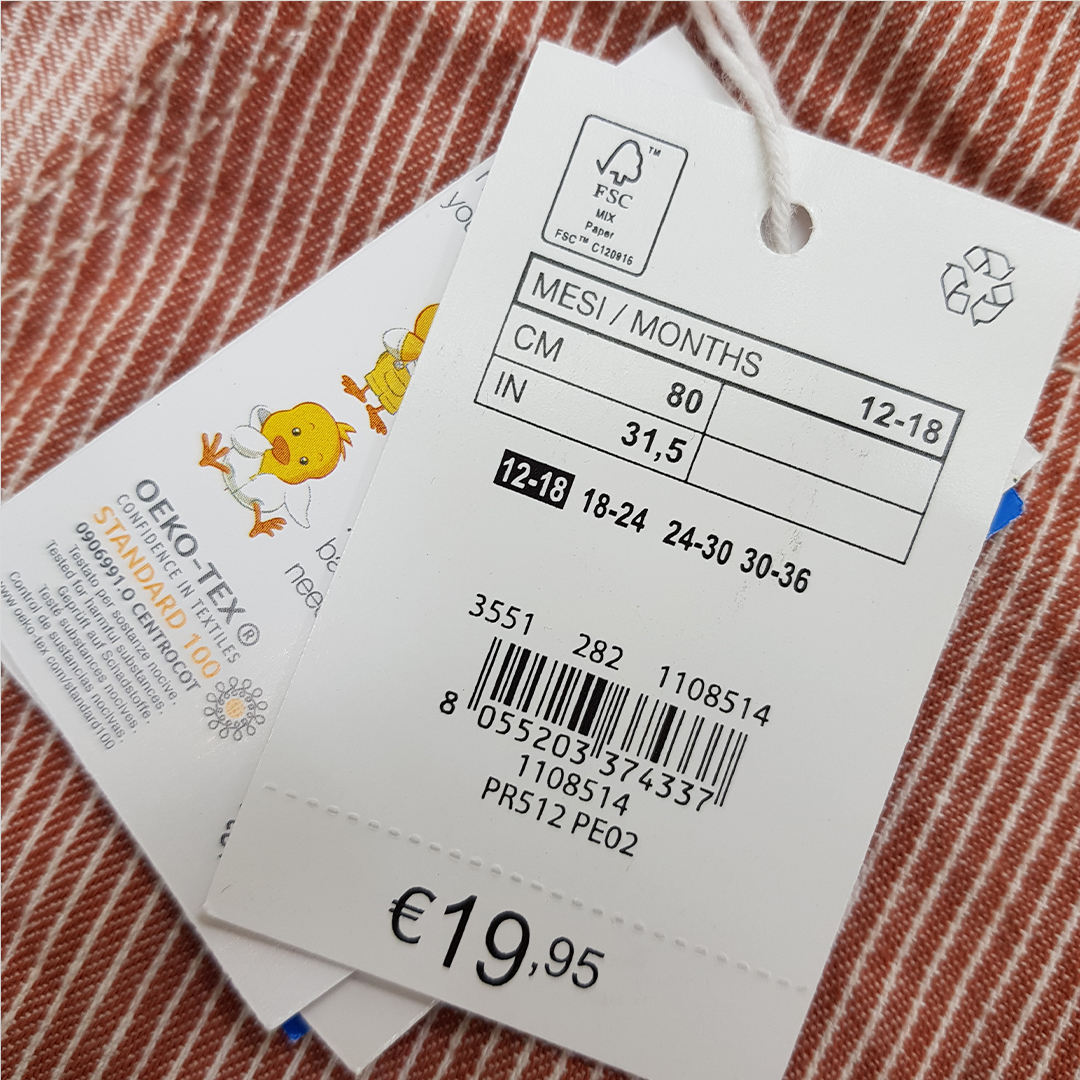 FSC
MIX
Paper
FSC™ C120916
MESI / MONTHS 12-18
CM 80
IN 31,5
12-18 18-24 24-30 30-36
3551 282 1108514
8 055203 374337
1108514
PR512 PE02
€19,95
OEKO-TEX®
CONFIDENCE IN TEXTILES
STANDARD 100
0906991.O CENTROCOT
Testato per sostanze nocive.
Tested for harmful substances.
Geprüft auf Schadstoffe.
Testé substances nocives.
Control de sustancias nocivas.
www.oeko-tex.com/standard100